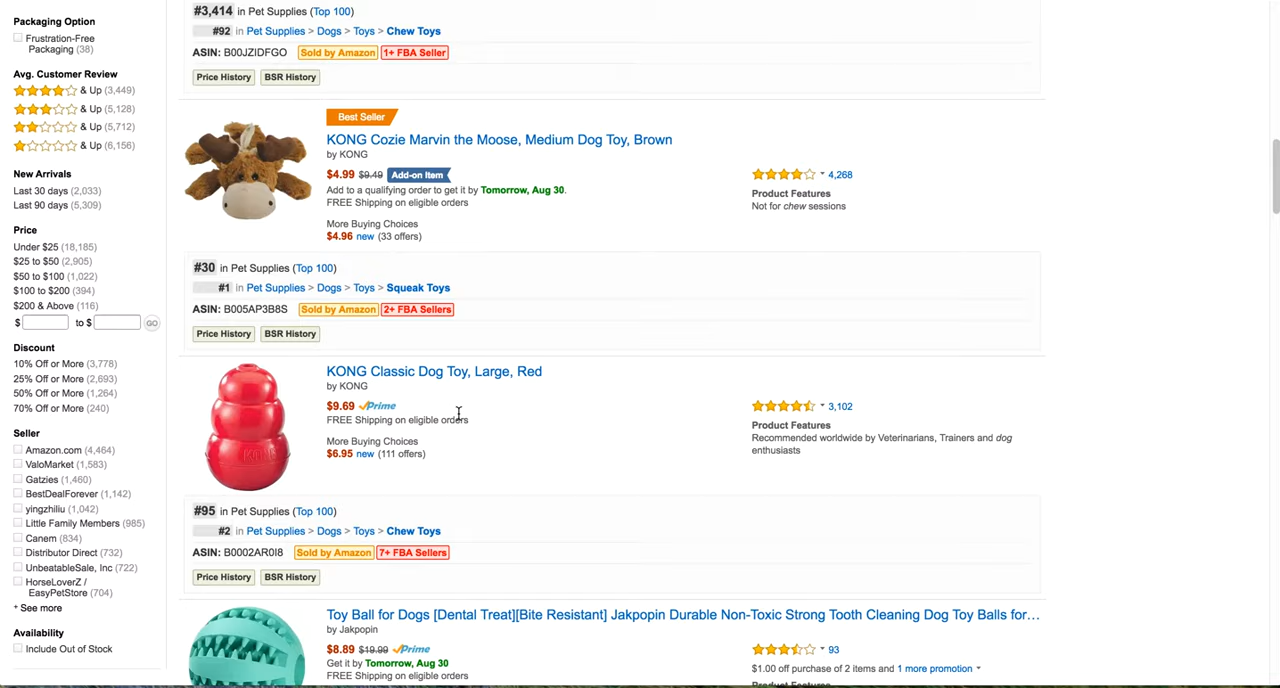 Packaging Option
Frustration-Free
Packaging (38)
Avg. Customer Review
& Up (3,449)
& Up (5,128)
& Up (5,712)
& Up (6,156)
New Arrivals
Last 30 days (2,033)
Last 90 days (5,309)
Price
Under $25 (18,185)
$25 to $50 (2,905)
$50 to $100 (1,022)
$100 to $200 (394)
$200 & Above (116)
$ to $ GO
Discount
10% Off or More (3,778)
25% Off or More (2,693)
50% Off or More (1,264)
70% Off or More (240)
Seller
Amazon.com (4,464)
ValoMarket (1,583)
Gatzies (1,460)
BestDealForever (1,142)
yingzhiliu (1,042)
Little Family Members (985)
Canem (834)
Distributor Direct (732)
UnbeatableSale, Inc (722)
HorseLoverZ /
EasyPetStore (704)
+ See more
Availability
Include Out of Stock
#3,414 in Pet Supplies (Top 100)
#92 in Pet Supplies > Dogs > Toys > Chew Toys
ASIN: B00JZIDFGO Sold by Amazon 1+ FBA Seller
Price History BSR History
Best Seller
KONG Cozie Marvin the Moose, Medium Dog Toy, Brown
by KONG
$4.99 $9.49 Add-on Item
Add to a qualifying order to get it by Tomorrow, Aug 30.
FREE Shipping on eligible orders
More Buying Choices
$4.96 new (33 offers)
4,268
Product Features
Not for chew sessions
#30 in Pet Supplies (Top 100)
#1 in Pet Supplies > Dogs > Toys > Squeak Toys
ASIN: B005AP3B8S Sold by Amazon 2+ FBA Sellers
Price History BSR History
KONG Classic Dog Toy, Large, Red
by KONG
$9.69 Prime
FREE Shipping on eligible orders
More Buying Choices
$6.95 new (111 offers)
3,102
Product Features
Recommended worldwide by Veterinarians, Trainers and dog
enthusiasts
#95 in Pet Supplies (Top 100)
#2 in Pet Supplies > Dogs > Toys > Chew Toys
ASIN: B0002AR0I8 Sold by Amazon 7+ FBA Sellers
Price History BSR History
Toy Ball for Dogs [Dental Treat][Bite Resistant] Jakpopin Durable Non-Toxic Strong Tooth Cleaning Dog Toy Balls for…
by Jakpopin
$8.89 $19.99 Prime
Get it by Tomorrow, Aug 30
FREE Shipping on eligible orders
93
$1.00 off purchase of 2 items and 1 more promotion
Product Features